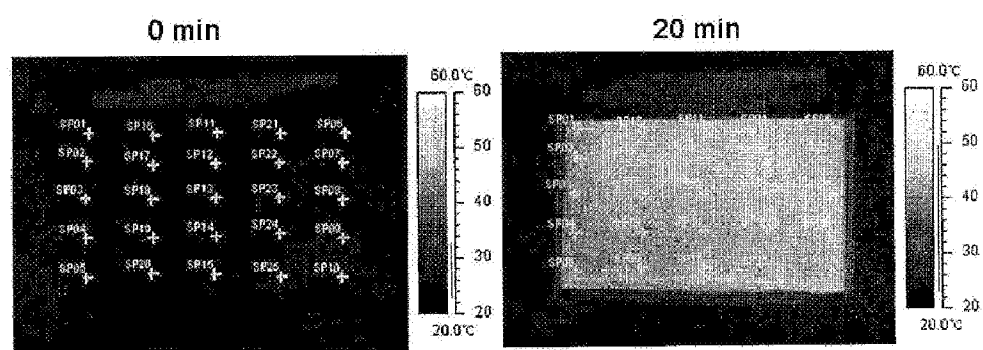 0 min
20 min
60.0°C
60
50
40
30
20
20.0°C
SP01 SP16 SP11 SP21 SP06
SP02 SP17 SP12 SP22 SP07
SP03 SP18 SP13 SP23 SP08
SP04 SP19 SP14 SP24 SP09
SP05 SP20 SP15 SP25 SP10
60.0°C
60
50
40
30
20
20.0°C
SP01